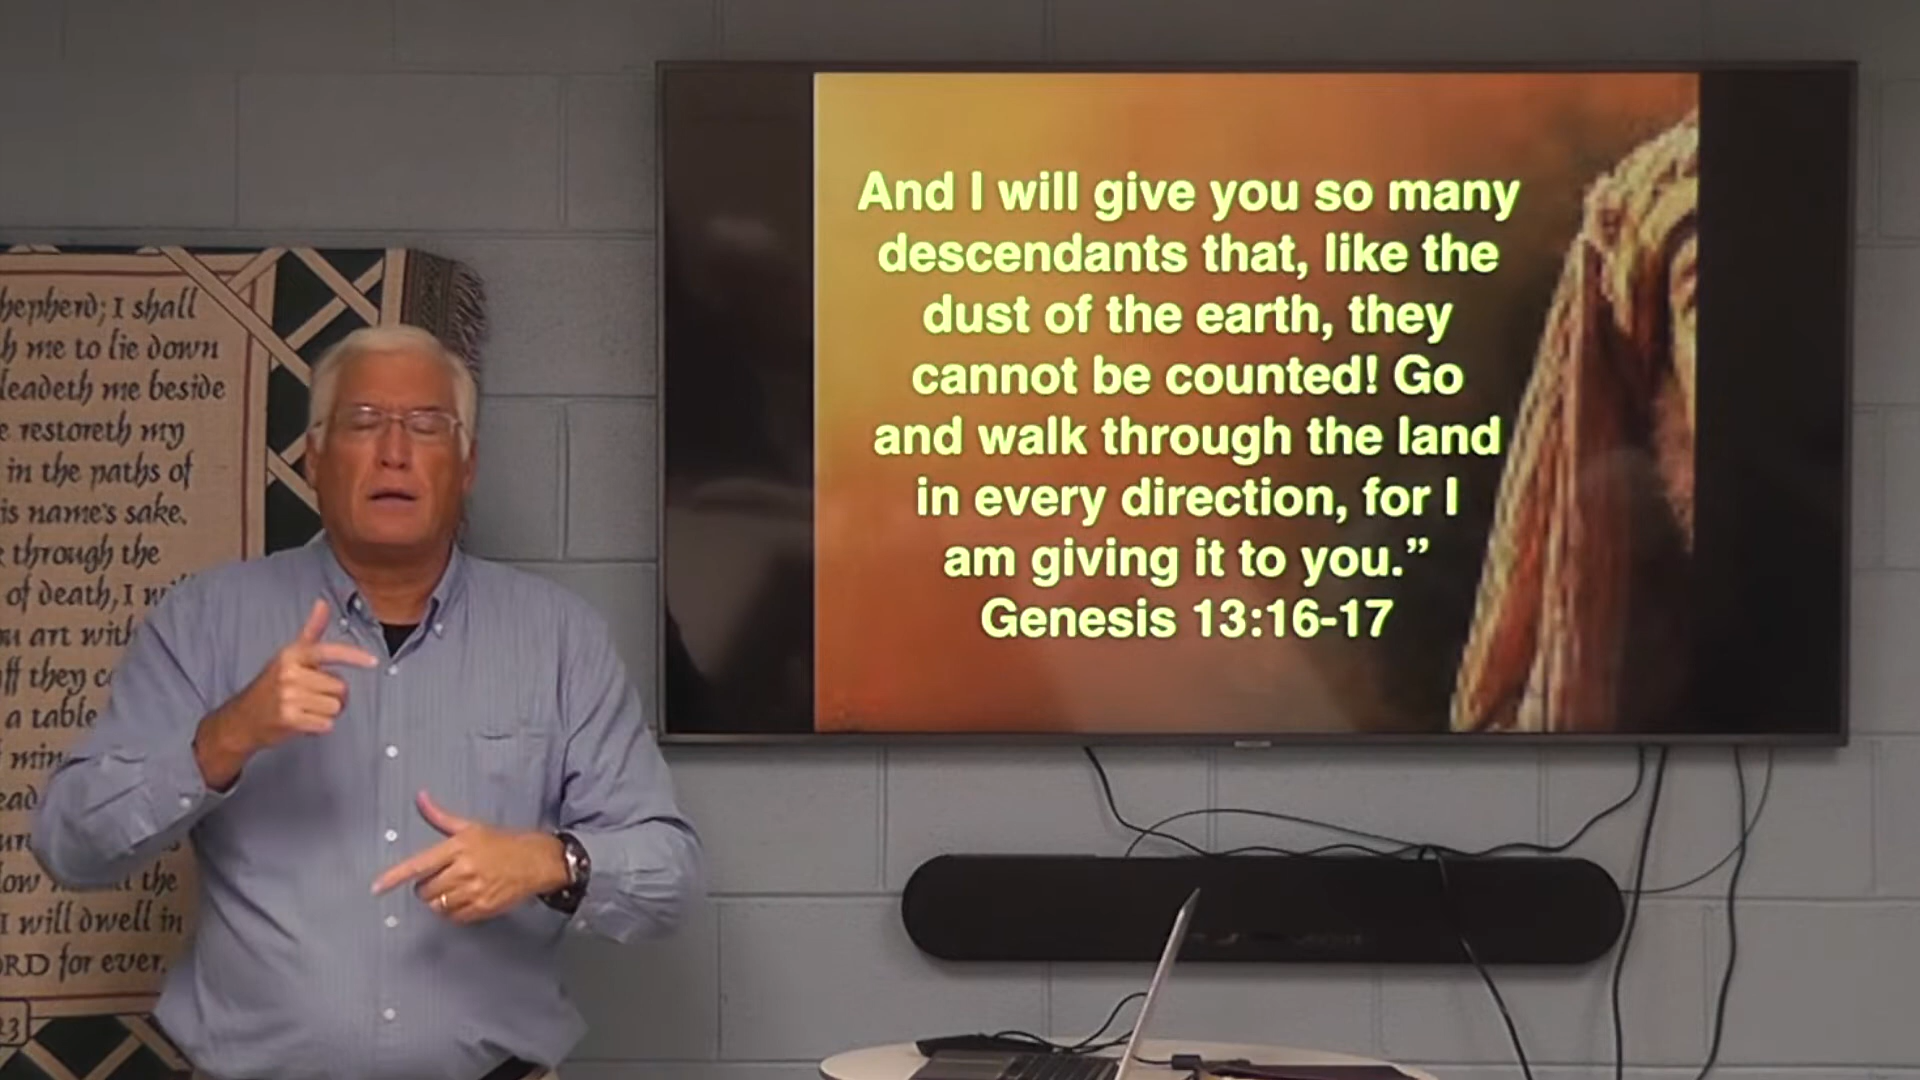 And I will give you so many
descendants that, like the
dust of the earth, they
cannot be counted! Go
and walk through the land
in every direction, for I
am giving it to you.”
Genesis 13:16-17
I shall
me to lie down
leadeth me beside
restoreth my
in the paths of
name's sake.
through the
of death, I
art with
they
a table
the
I will dwell in
for ever.